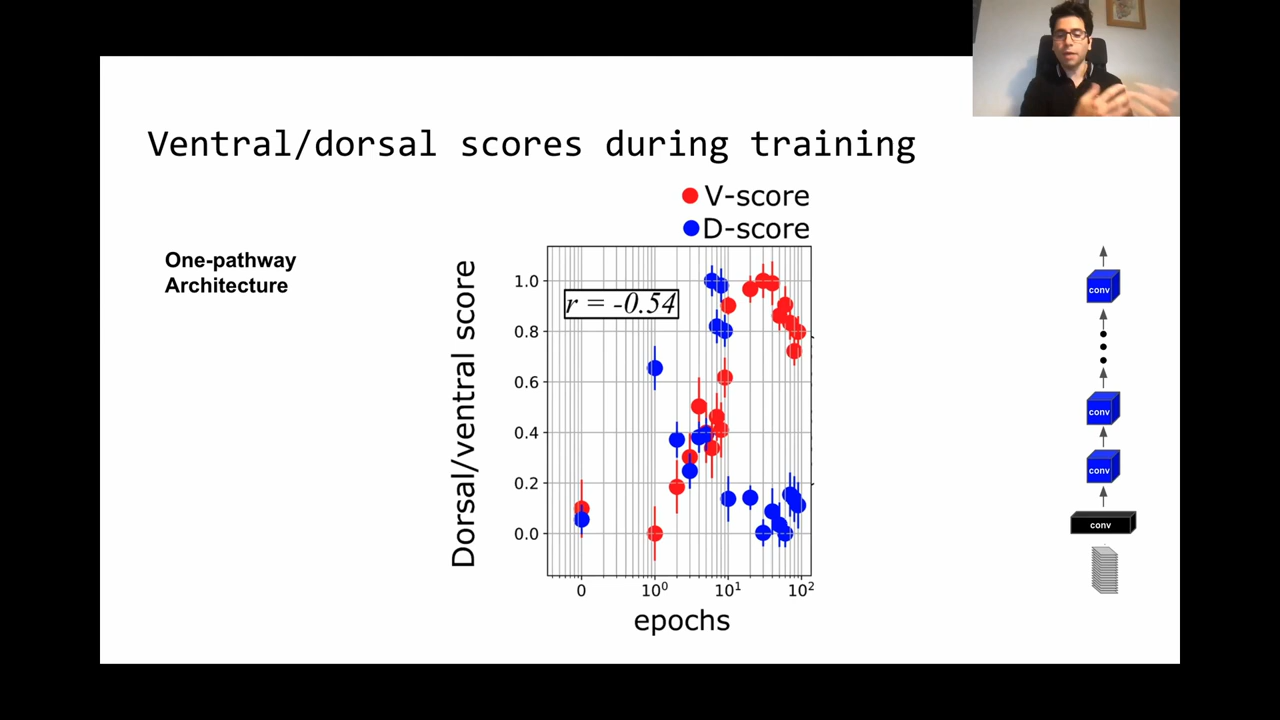 Ventral/dorsal scores during training
One-pathway
Architecture
V-score
D-score
Dorsal/ventral score
r = -0.54
1.0
0.8
0.6
0.4
0.2
0.0
0
10⁰
10¹
10²
epochs
conv
conv
conv
conv